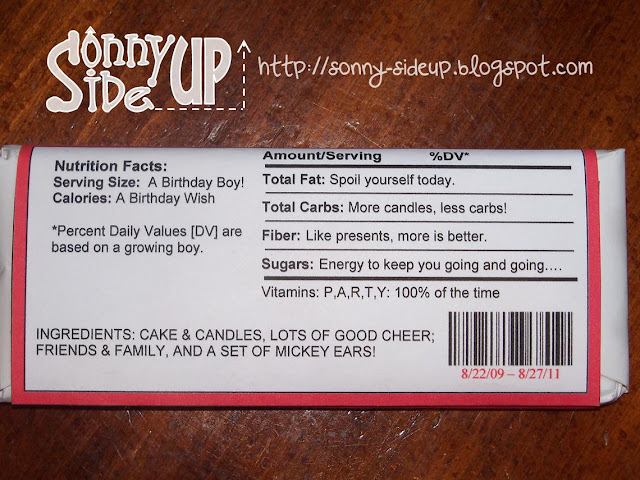 Sonny
Side UP
http://sonny-sideup.blogspot.com
Nutrition Facts:
Serving Size: A Birthday Boy!
Calories: A Birthday Wish
*Percent Daily Values [DV] are
based on a growing boy.
Amount/Serving %DV*
Total Fat: Spoil yourself today.
Total Carbs: More candles, less carbs!
Fiber: Like presents, more is better.
Sugars: Energy to keep you going and going....
Vitamins: P,A,R,T,Y: 100% of the time
INGREDIENTS: CAKE & CANDLES, LOTS OF GOOD CHEER;
FRIENDS & FAMILY, AND A SET OF MICKEY EARS!
8/22/09 – 8/27/11